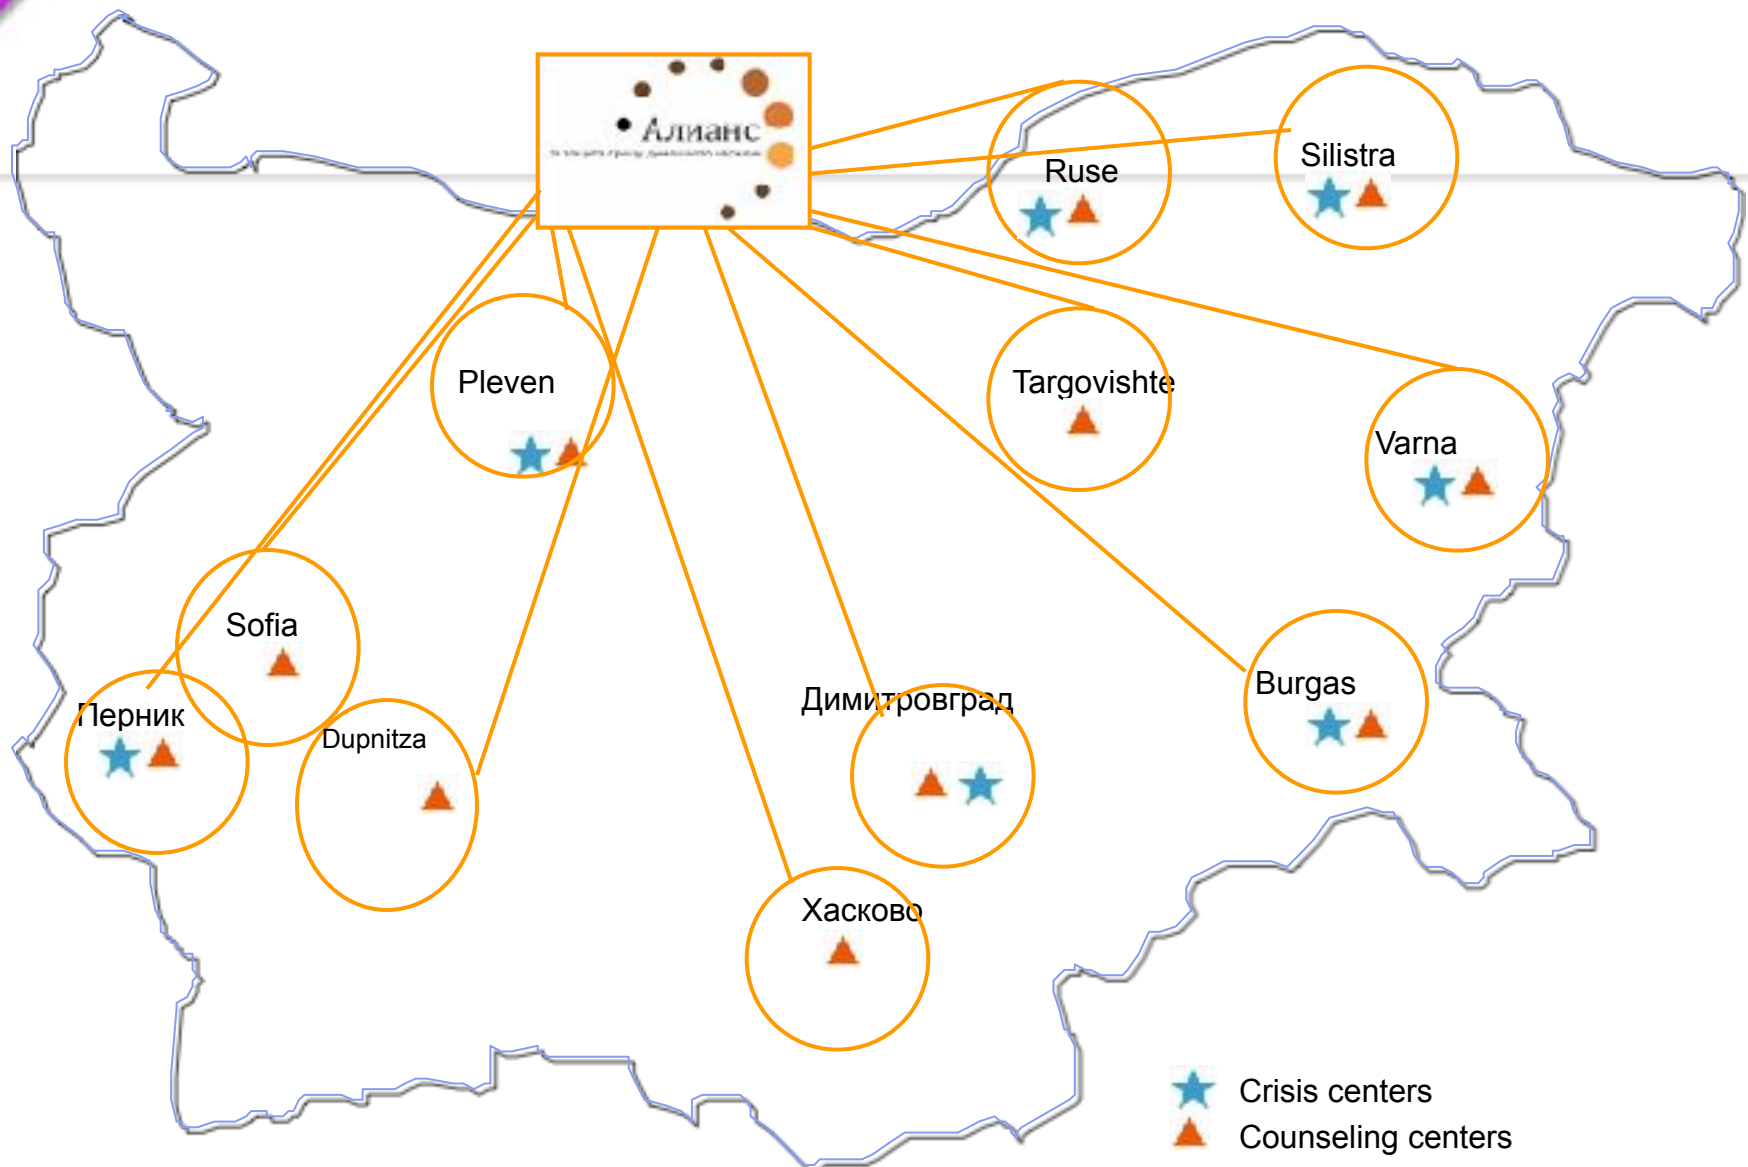 Алианс
Ruse
Silistra
Pleven
Targovishte
Varna
Sofia
Перник
Dupnitza
Димитровград
Burgas
Хасково
Crisis centers
Counseling centers